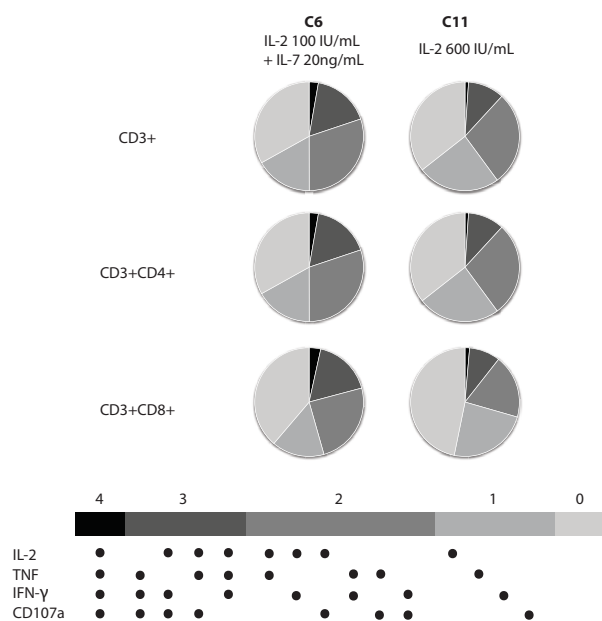 C6 C11
IL-2 100 IU/mL
+ IL-7 20ng/mL
IL-2 600 IU/mL
CD3+
CD3+CD4+
CD3+CD8+
4 3 2 1 0
IL-2
TNF
IFN-γ
CD107a